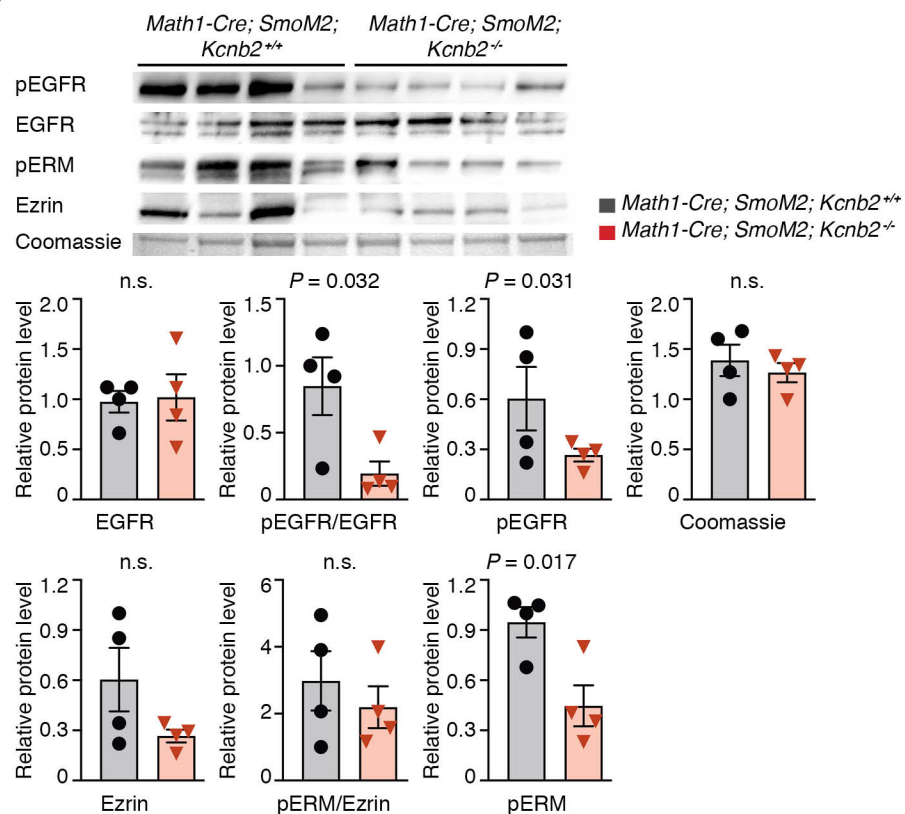 Math1-Cre; SmoM2; Kcnb2+/+
Math1-Cre; SmoM2; Kcnb2-/-
pEGFR
EGFR
pERM
Ezrin
Coomassie
Math1-Cre; SmoM2; Kcnb2+/+
Math1-Cre; SmoM2; Kcnb2-/-
n.s.
Relative protein level
2.0
1.5
1.0
0.5
0
EGFR
P = 0.032
Relative protein level
1.5
1.0
0.5
0
pEGFR/EGFR
P = 0.031
Relative protein level
1.2
0.9
0.6
0.3
0
pEGFR
n.s.
Relative protein level
2.0
1.5
1.0
0.5
0
Coomassie
n.s.
Relative protein level
1.2
0.9
0.6
0.3
0
Ezrin
n.s.
Relative protein level
6
4
2
0
pERM/Ezrin
P = 0.017
Relative protein level
1.2
0.9
0.6
0.3
0
pERM